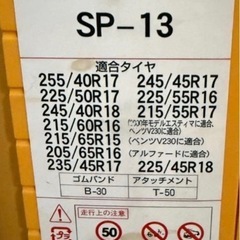 SP-13
適合タイヤ
255/40R17 245/45R17
225/50R17 225/55R16
245/40R18 215/55R17
215/60R16 (2000年モデルエスティマに適合、ベンツV230に適合)
205/65R15 (ベンツV230に適合)
215/65R16 (アルファードに適合)
235/45R17 225/45R18
ゴムバンド アタッチメント
B-30 T-50
走行上の注意
50